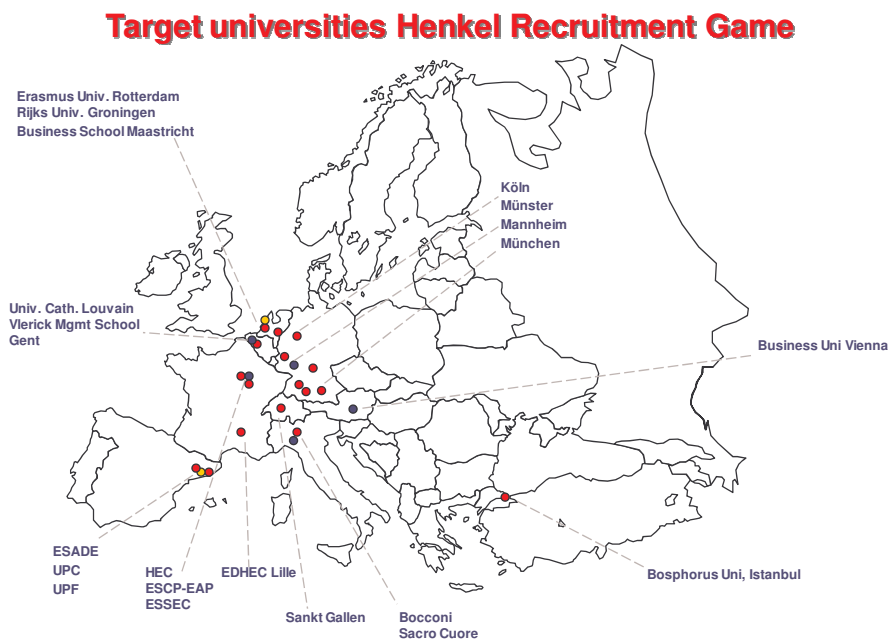 Target universities Henkel Recruitment Game
Erasmus Univ. Rotterdam
Rijks Univ. Groningen
Business School Maastricht
Köln
Münster
Mannheim
München
Univ. Cath. Louvain
Vlerick Mgmt School
Gent
Business Uni Vienna
ESADE
UPC
UPF
HEC
ESCP-EAP
ESSEC
EDHEC Lille
Sankt Gallen
Bocconi
Sacro Cuore
Bosphorus Uni, Istanbul